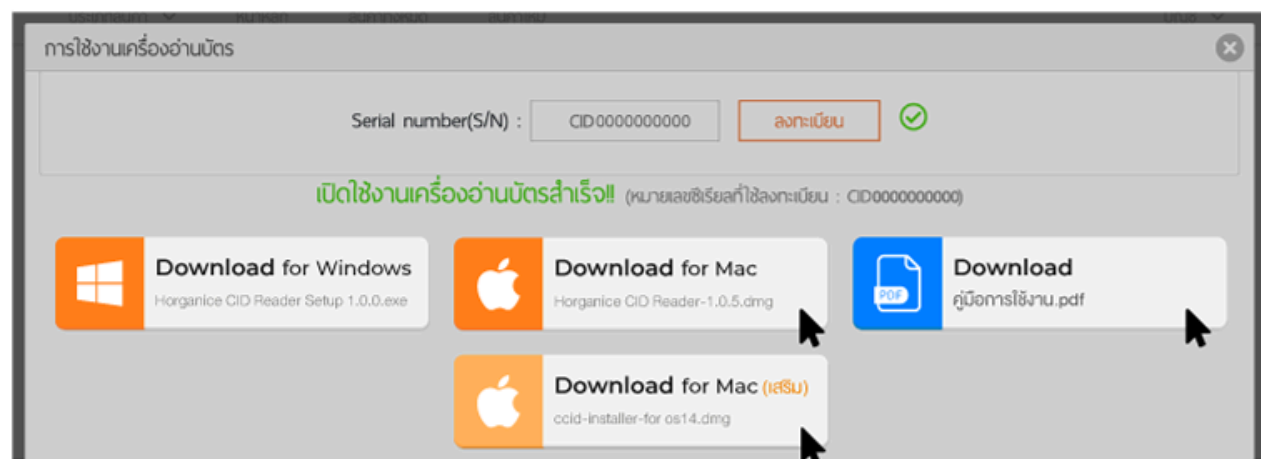 การใช้งานเครื่องอ่านบัตร
Serial number(S/N) : CID0000000000 ลงทะเบียน
เปิดใช้งานเครื่องอ่านบัตรสำเร็จ!! (หมายเลขซีเรียลที่ใช้ลงทะเบียน : CID0000000000)
Download for Windows
Horganice CID Reader Setup 1.0.0.exe
Download for Mac
Horganice CID Reader-1.0.5.dmg
Download
PDF
คู่มือการใช้งาน.pdf
Download for Mac (เสริม)
ccid-installer-for os14.dmg